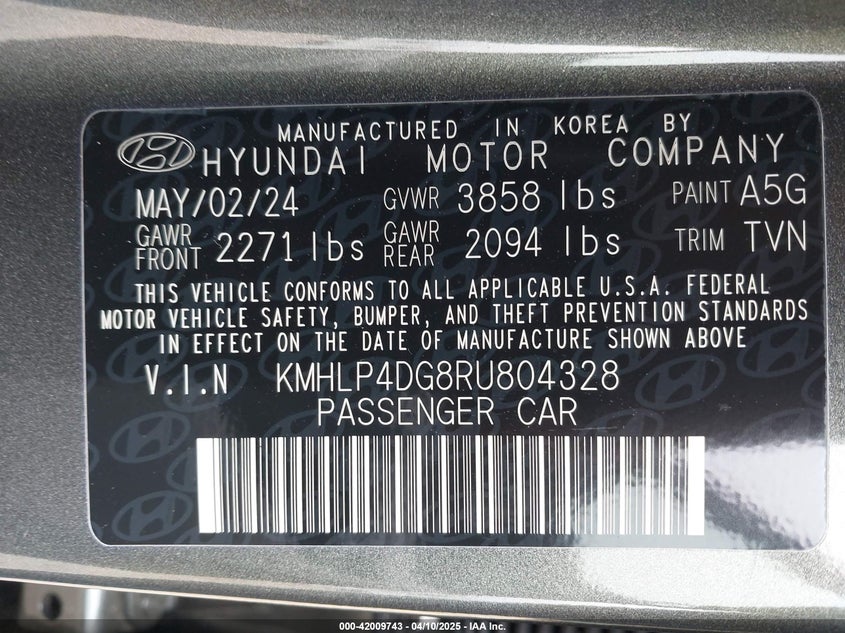 MANUFACTURED IN KOREA BY
HYUNDAI MOTOR COMPANY
MAY/02/24 GVWR 3858 lbs PAINT A5G
GAWR FRONT 2271 lbs GAWR REAR 2094 lbs TRIM TVN
THIS VEHICLE CONFORMS TO ALL APPLICABLE U.S.A. FEDERAL
MOTOR VEHICLE SAFETY, BUMPER, AND THEFT PREVENTION STANDARDS
IN EFFECT ON THE DATE OF MANUFACTURE SHOWN ABOVE
V.I.N KMHLP4DG8RU804328
PASSENGER CAR
000-42009743 - 04/10/2025 - IAA Inc.